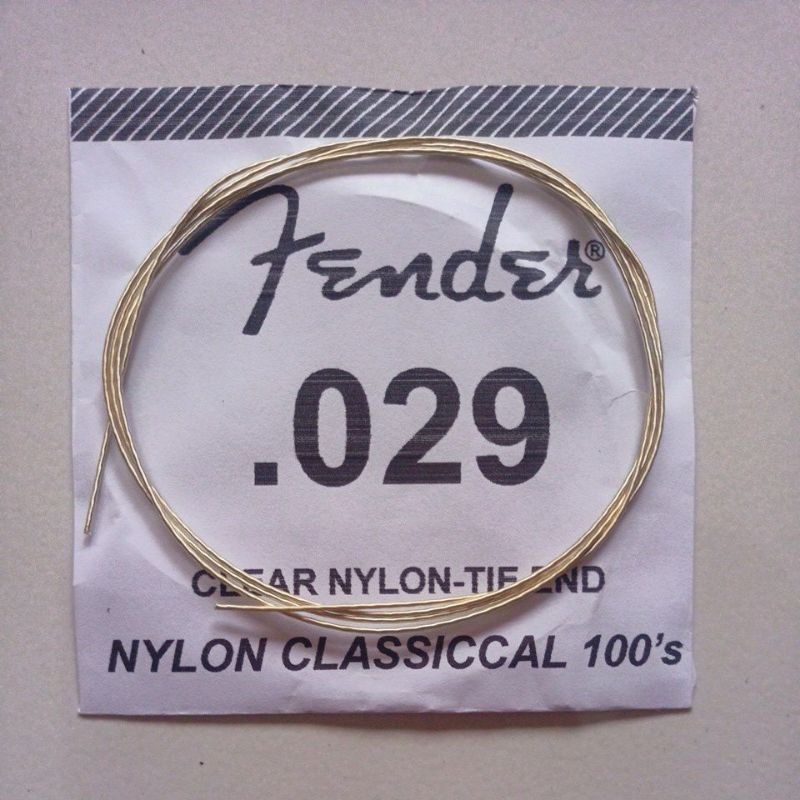 Fender®
.029
CLEAR NYLON-TIE END
NYLON CLASSICCAL 100's